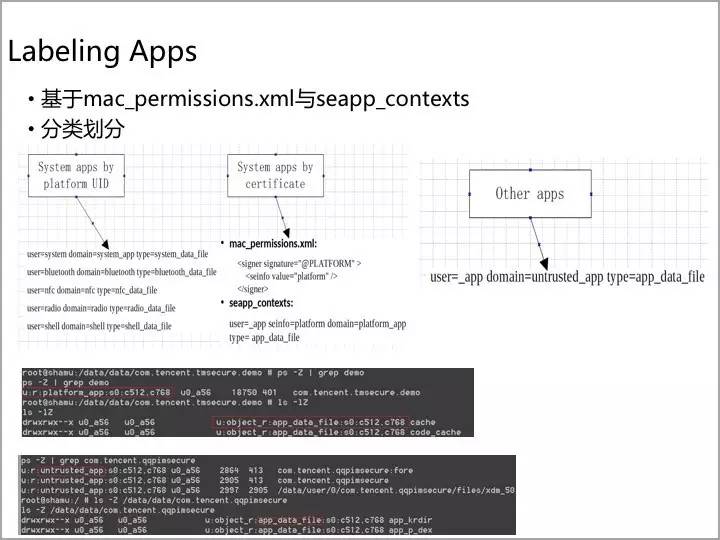 Labeling Apps
• 基于mac_permissions.xml与seapp_contexts
• 分类划分
System apps by
platform UID
user=system domain=system_app type=system_data_file
user=bluetooth domain=bluetooth type=bluetooth_data_file
user=nfc domain=nfc type=nfc_data_file
user=radio domain=radio type=radio_data_file
user=shell domain=shell type=shell_data_file
System apps by
certificate
• mac_permissions.xml:
<signer signature="@PLATFORM" >
<seinfo value="platform" />
</signer>
• seapp_contexts:
user=_app seinfo=platform domain=platform_app
type= app_data_file
Other apps
user=_app domain=untrusted_app type=app_data_file
root@shamu:/data/data/com.tencent.tmsecure.demo # ps -Z | grep demo
ps -Z | grep demo
u:r:platform_app:s0:c512,c768 u0_a56 18750 401 com.tencent.tmsecure.demo
root@shamu:/data/data/com.tencent.tmsecure.demo # ls -lZ
ls -lZ
drwxrwx--x u0_a56 u0_a56 u:object_r:app_data_file:s0:c512,c768 cache
drwxrwx--x u0_a56 u0_a56 u:object_r:app_data_file:s0:c512,c768 code_cache
ps -Z | grep com.tencent.qqpimsecure
u:r:untrusted_app:s0:c512,c768 u0_a56 2864 413 com.tencent.qqpimsecure:fore
u:r:untrusted_app:s0:c512,c768 u0_a56 2905 413 com.tencent.qqpimsecure
u:r:untrusted_app:s0:c512,c768 u0_a56 2997 2905 /data/user/0/com.tencent.qqpimsecure/files/xdm_50
root@shamu:/ # ls -Z /data/data/com.tencent.qqpimsecure
ls -Z /data/data/com.tencent.qqpimsecure
drwxrwx--x u0_a56 u0_a56 u:object_r:app_data_file:s0:c512,c768 app_krdir
drwxrwx--x u0_a56 u0_a56 u:object_r:app_data_file:s0:c512,c768 app_p_dex